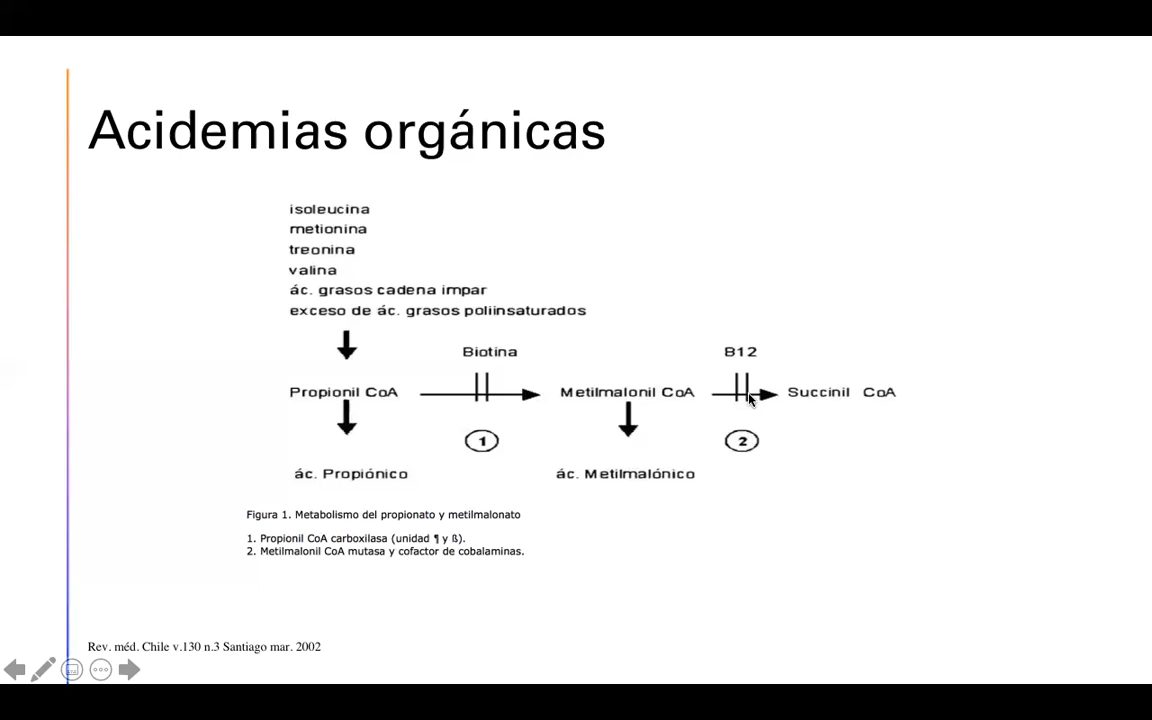 Acidemias orgánicas
isoleucina
metionina
treonina
valina
ác. grasos cadena impar
exceso de ác. grasos poliinsaturados
Biotina
B12
Propionil CoA
Metilmalonil CoA
Succinil CoA
1
2
ác. Propiónico
ác. Metilmalónico
Figura 1. Metabolismo del propionato y metilmalonato
1. Propionil CoA carboxilasa (unidad ¶ y ß).
2. Metilmalonil CoA mutasa y cofactor de cobalaminas.
Rev. méd. Chile v.130 n.3 Santiago mar. 2002